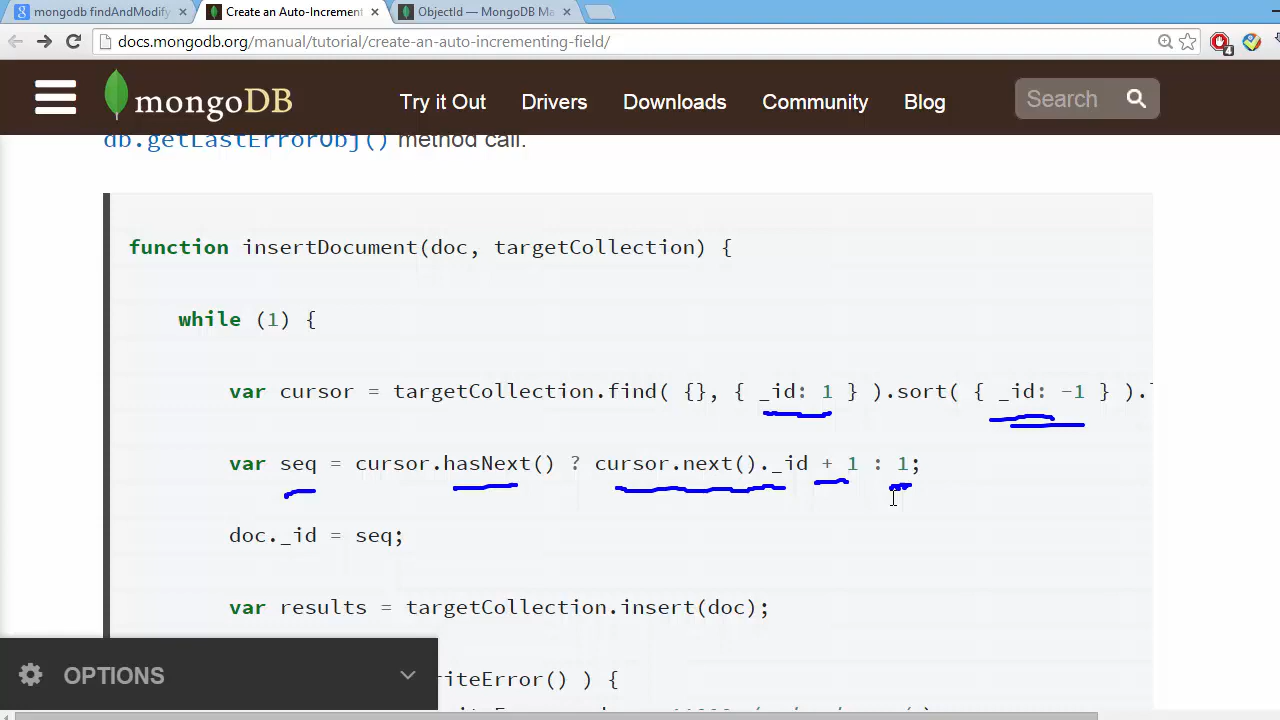 mongodb findAndModify
Create an Auto-Increment
ObjectId — MongoDB Ma
docs.mongodb.org/manual/tutorial/create-an-auto-incrementing-field/
4
mongoDB
Try it Out
Drivers
Downloads
Community
Blog
Search
db.getLastErrorObj() method call.
function insertDocument(doc, targetCollection) {
while (1) {
var cursor = targetCollection.find( {}, { _id: 1 } ).sort( { _id: -1 } ).
var seq = cursor.hasNext() ? cursor.next()._id + 1 : 1;
doc._id = seq;
var results = targetCollection.insert(doc);
OPTIONS
riteError() ) {